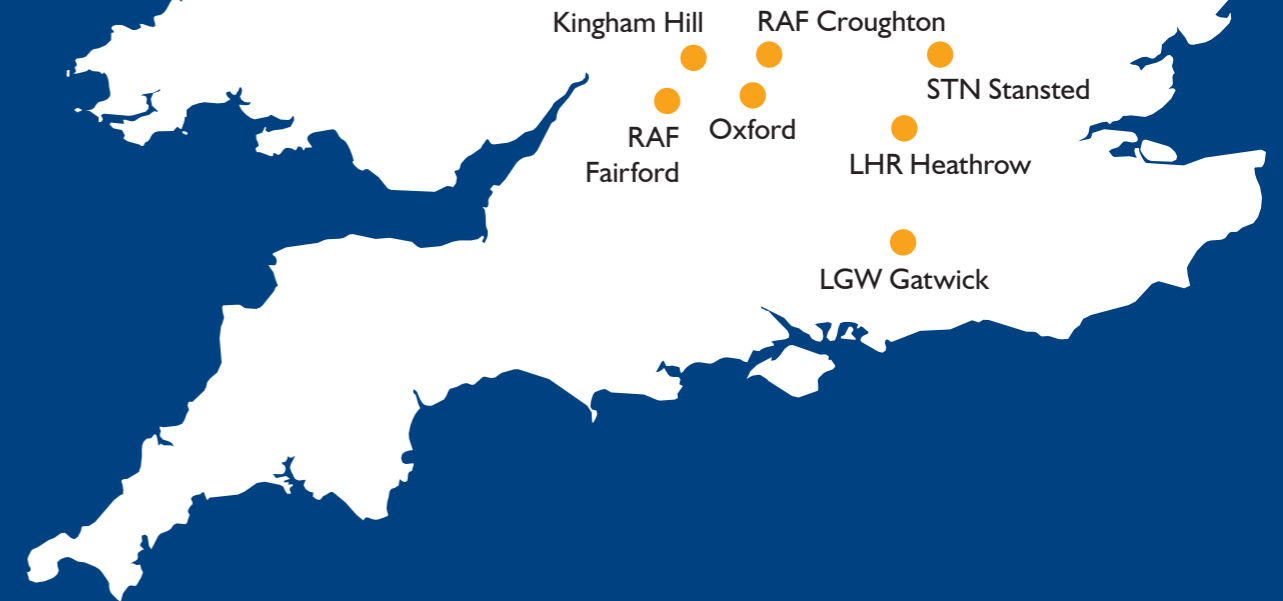 Kingham Hill
RAF Croughton
STN Stansted
Oxford
RAF
Fairford
LHR Heathrow
LGW Gatwick